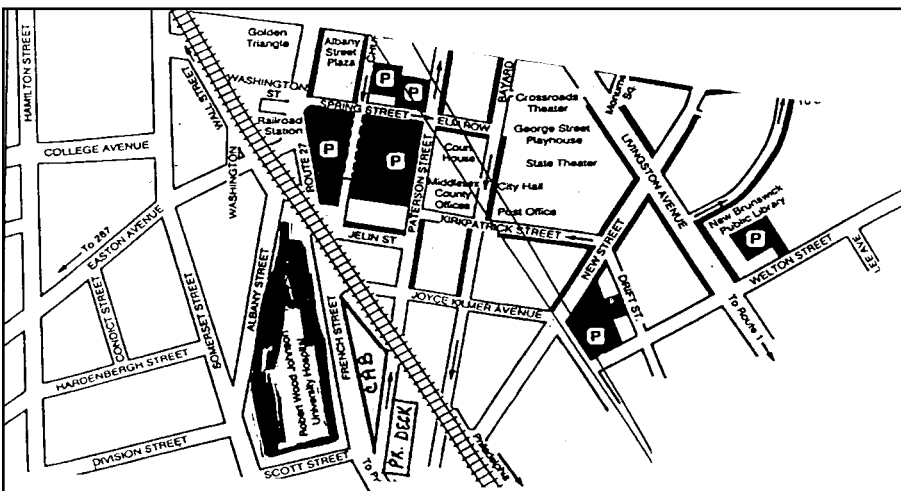 HAMILTON STREET
Golden
Triangle
Albany
Street
Plaza
P
P
BAYARD
WASHINGTON
ST
WALL STREET
SPRING STREET
ELM ROW
Crossroads
Theater
Sq.
LIVINGSTON AVENUE
Railroad
Station
George Street
Playhouse
COLLEGE AVENUE
WASHINGTON
ROUTE 27
P
P
PATERSON STREET
Court
House
State Theater
Middlesex
County
Offices
City Hall
Post Office
KIRKPATRICK STREET
New Brunswick
Public Library
P
To 287
EASTON AVENUE
JELIN ST
NEW STREET
WELTON STREET
LEE AVE
CONDICT STREET
SOMERSET STREET
ALBANY STREET
JOYCE KILMER AVENUE
DRIFT ST
To Route 1
P
HARDENBERGH STREET
Robert Wood Johnson
University Hospital
FRENCH STREET
CAB
PK. DECK
Philadelphia
DIVISION STREET
SCOTT STREET